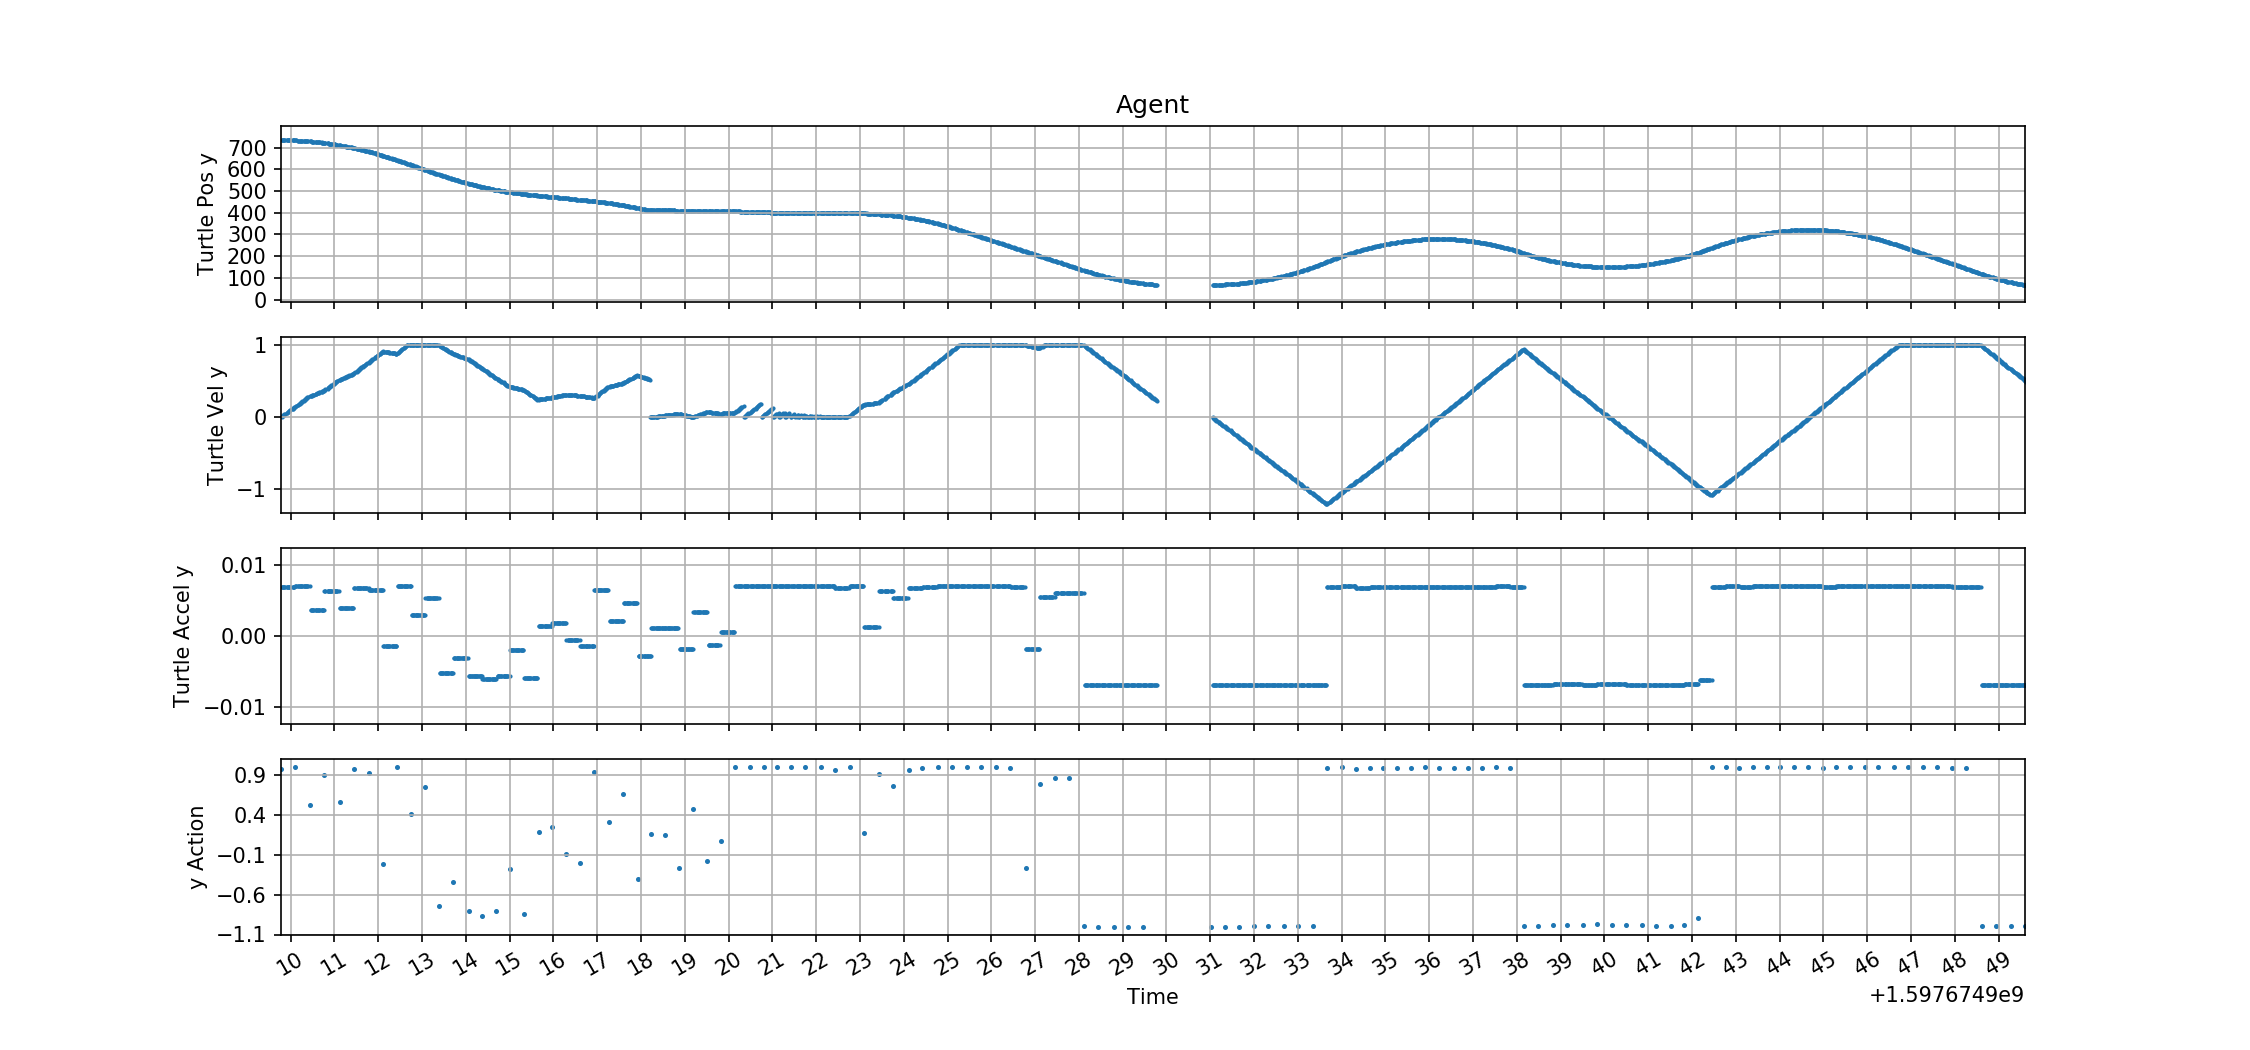 Agent
Turtle Pos y
700
600
500
400
300
200
100
0
Turtle Vel y
1
0
−1
Turtle Accel y
0.01
0.00
−0.01
y Action
0.9
0.4
−0.1
−0.6
−1.1
10 11 12 13 14 15 16 17 18 19 20 21 22 23 24 25 26 27 28 29 30 31 32 33 34 35 36 37 38 39 40 41 42 43 44 45 46 47 48 49
Time
+1.5976749e9